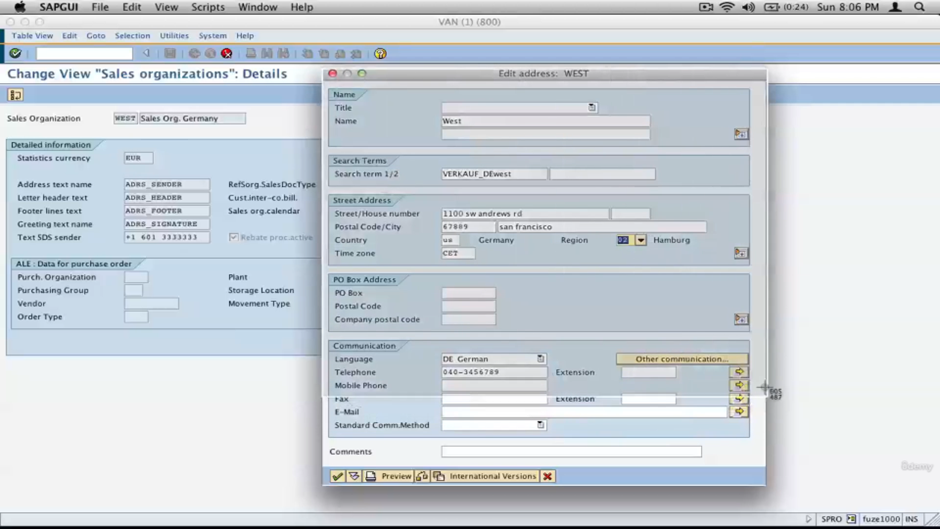 SAPGUI File Edit View Scripts Window Help (0:24) Sun 8:06 PM
VAN (1) (800)
Table View Edit Goto Selection Utilities System Help
Change View "Sales organizations": Details
Sales Organization WEST Sales Org. Germany
Detailed information
Statistics currency EUR
Address text name ADRS_SENDER RefSorg.SalesDocType
Letter header text ADRS_HEADER Cust.inter-co.bill.
Footer lines text ADRS_FOOTER Sales org.calendar
Greeting text name ADRS_SIGNATURE
Text SDS sender +1 601 3333333 Rebate proc.active
ALE : Data for purchase order
Purch. Organization Plant
Purchasing Group Storage Location
Vendor Movement Type
Order Type
Edit address: WEST
Name
Title
Name West
Search Terms
Search term 1/2 VERKAUF_DEwest
Street Address
Street/House number 1100 sw andrews rd
Postal Code/City 67889 san francisco
Country us Germany Region 02 Hamburg
Time zone CET
PO Box Address
PO Box
Postal Code
Company postal code
Communication
Language DE German Other communication...
Telephone 040-3456789 Extension
Mobile Phone
Fax Extension
E-Mail
Standard Comm.Method
Comments
Preview International Versions
605
487
Udemy
SPRO fuze1000 INS